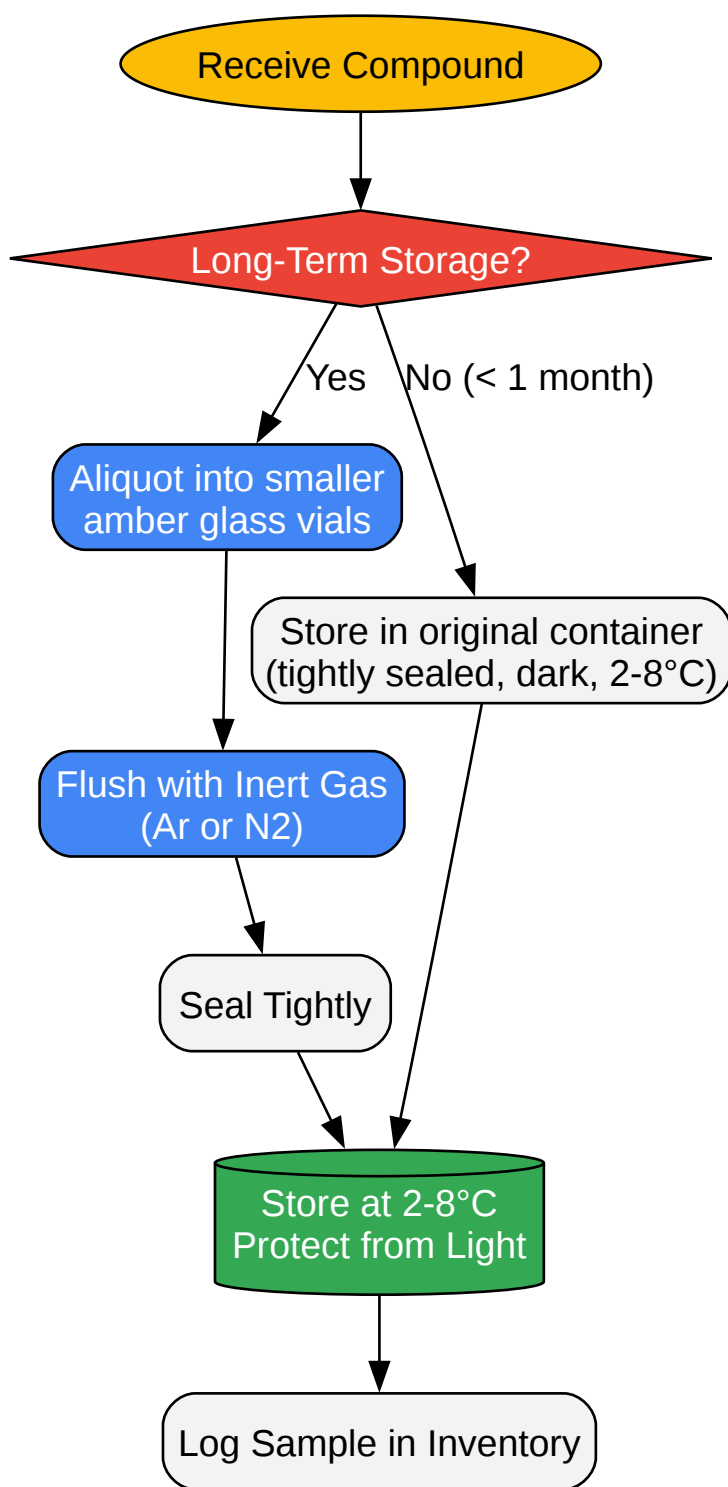 Receive Compound
Long-Term Storage?
Yes
No (< 1 month)
Aliquot into smaller
amber glass vials
Store in original container
(tightly sealed, dark, 2-8°C)
Flush with Inert Gas
(Ar or N2)
Seal Tightly
Store at 2-8°C
Protect from Light
Log Sample in Inventory